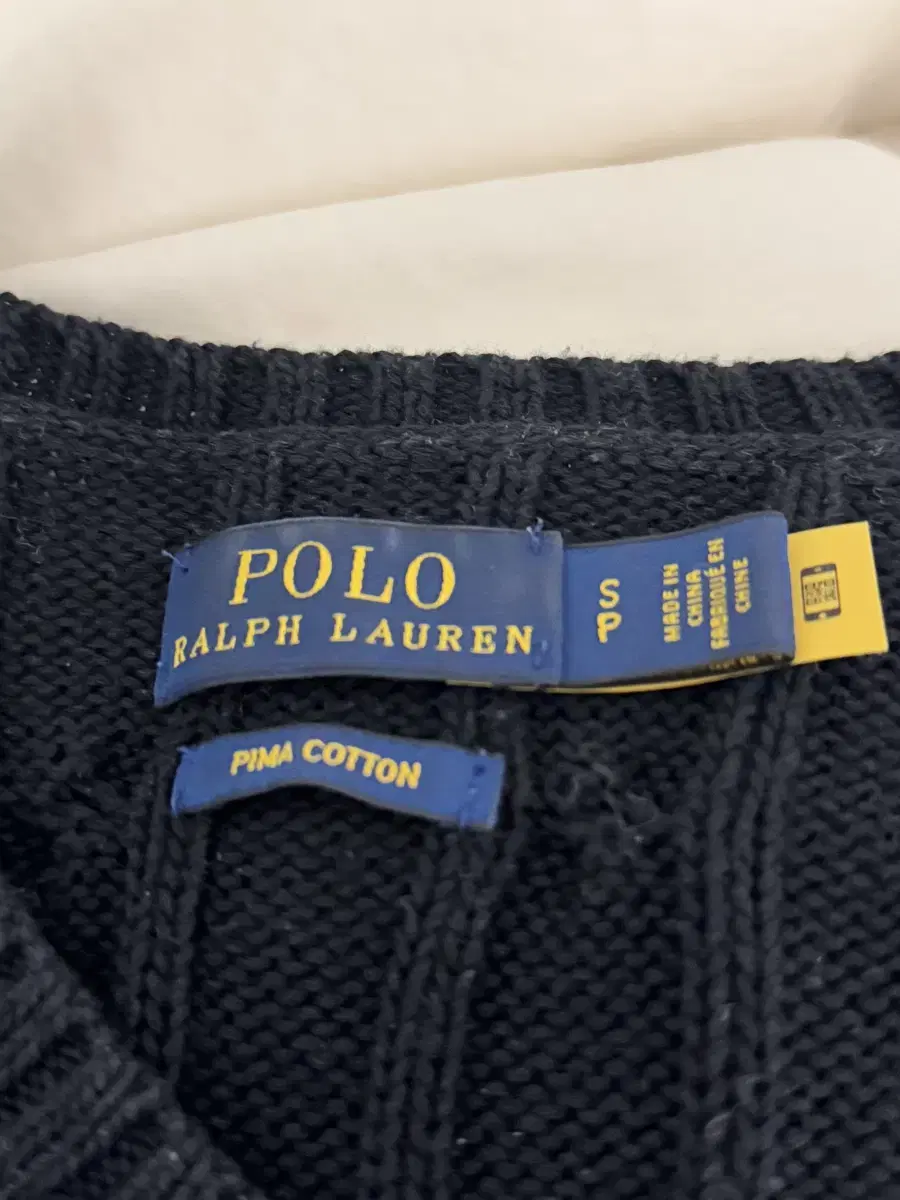 POLO
RALPH LAUREN
S
P
MADE IN
CHINA
FABRIQUÉ EN
CHINE
PIMA COTTON